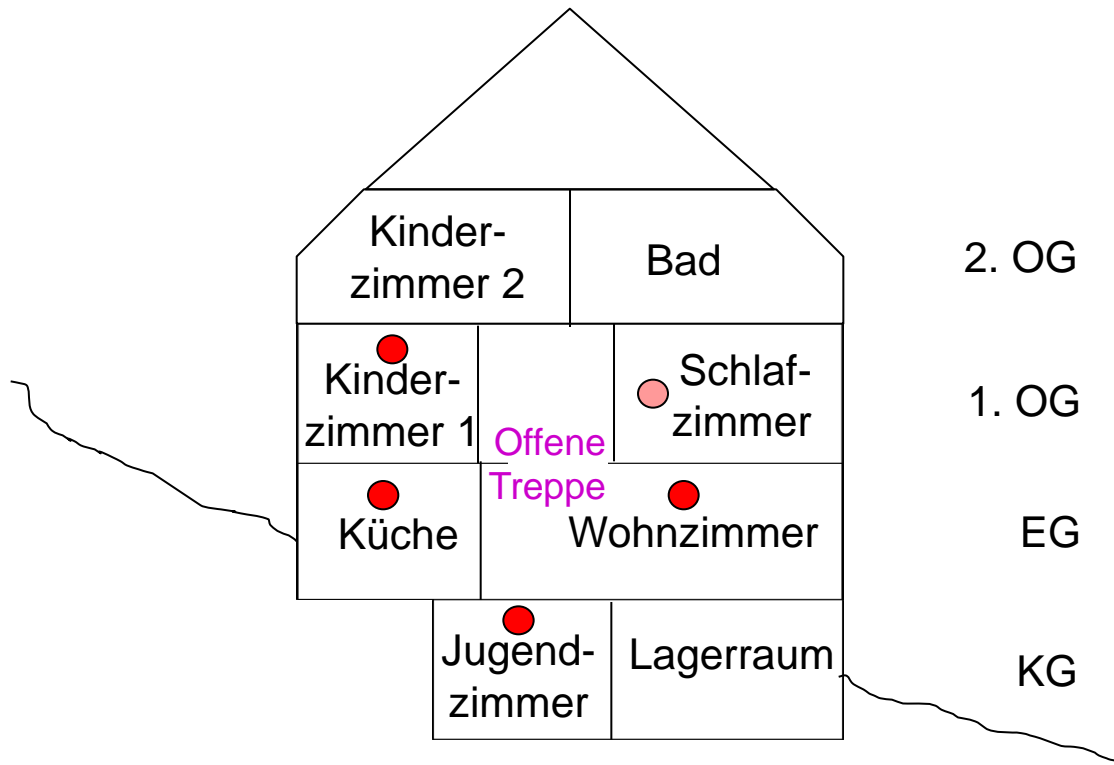 Kinder-
zimmer 2
Bad
2. OG
Kinder-
zimmer 1
Schlaf-
zimmer
1. OG
Offene
Treppe
Küche
Wohnzimmer
EG
Jugend-
zimmer
Lagerraum
KG